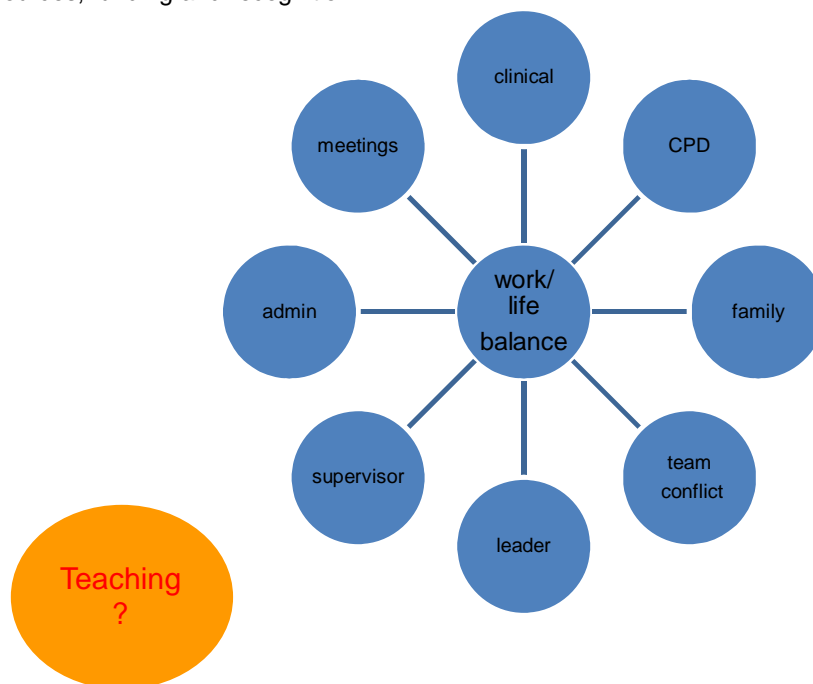 clinical
meetings
CPD
work/
life
balance
admin
family
supervisor
team
conflict
leader
Teaching
?